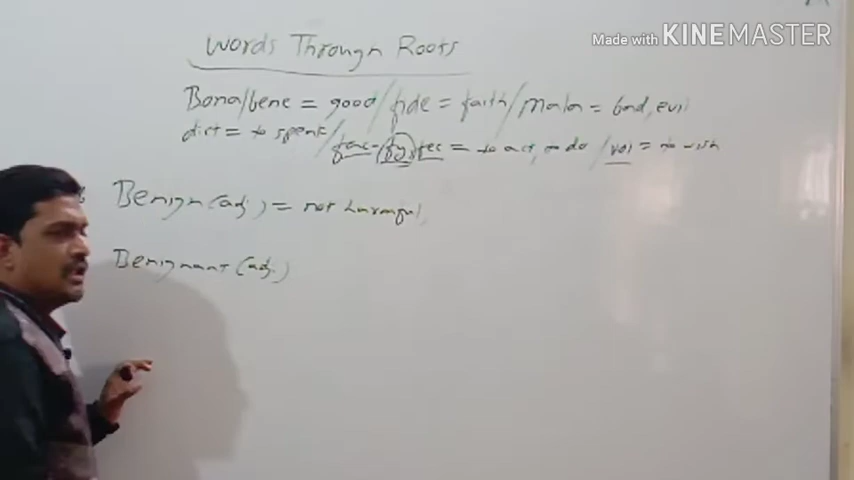 Made with KINEMASTER
Words Through Roots
Bona/bene = good/fide = faith/Mala = bad, evil
dict = to speak/fac-fy, fec = to act, to do/vol = to wish
Benign (adj.) = not harmful,
Benignant (adj.)